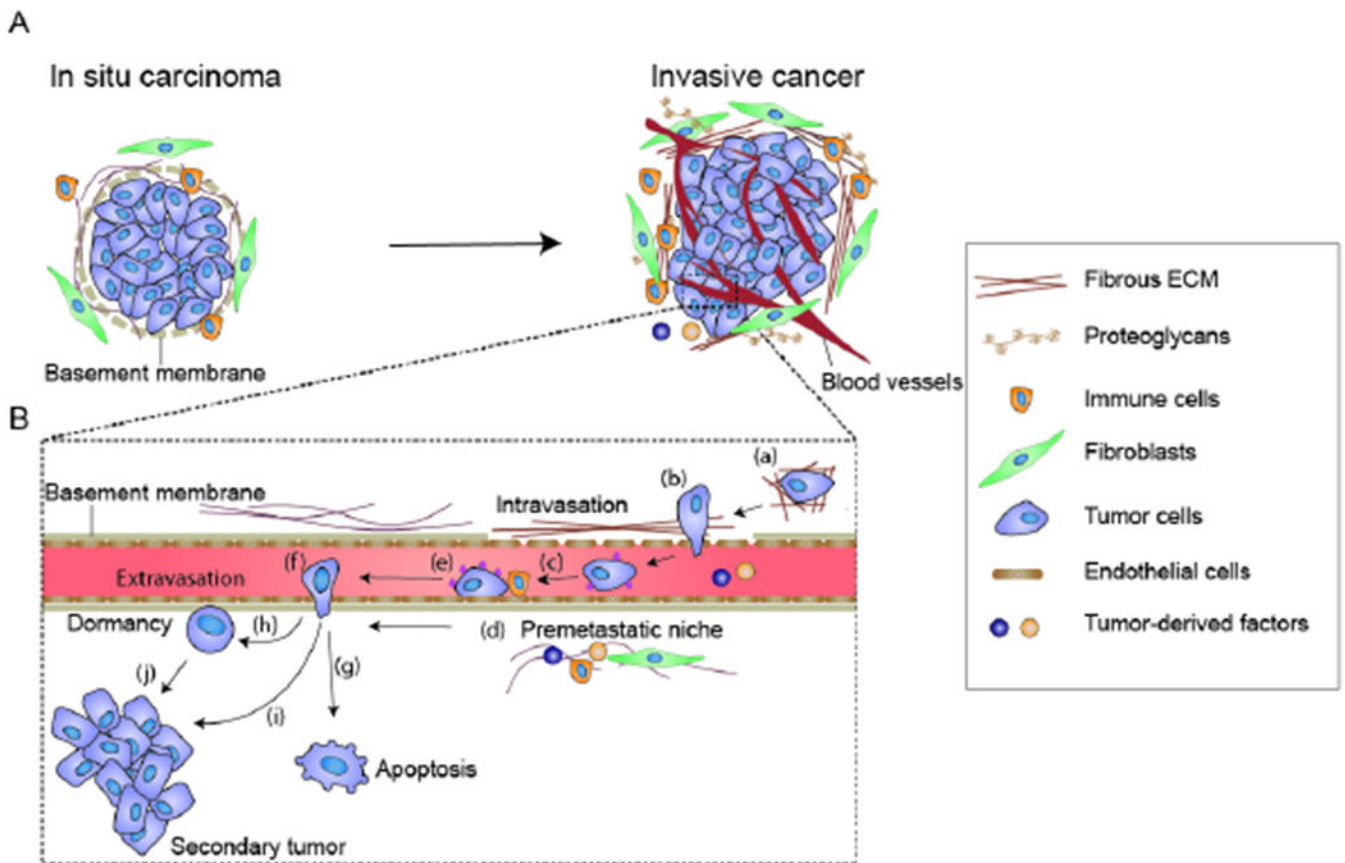 A
In situ carcinoma
Invasive cancer
Basement membrane
Blood vessels
Fibrous ECM
Proteoglycans
Immune cells
Fibroblasts
Tumor cells
Endothelial cells
Tumor-derived factors
B
Basement membrane
Intravasation
(b)
(a)
Extravasation
(f)
(e)
(c)
Dormancy
(h)
(d)
Premetastatic niche
(j)
(g)
(i)
Apoptosis
Secondary tumor